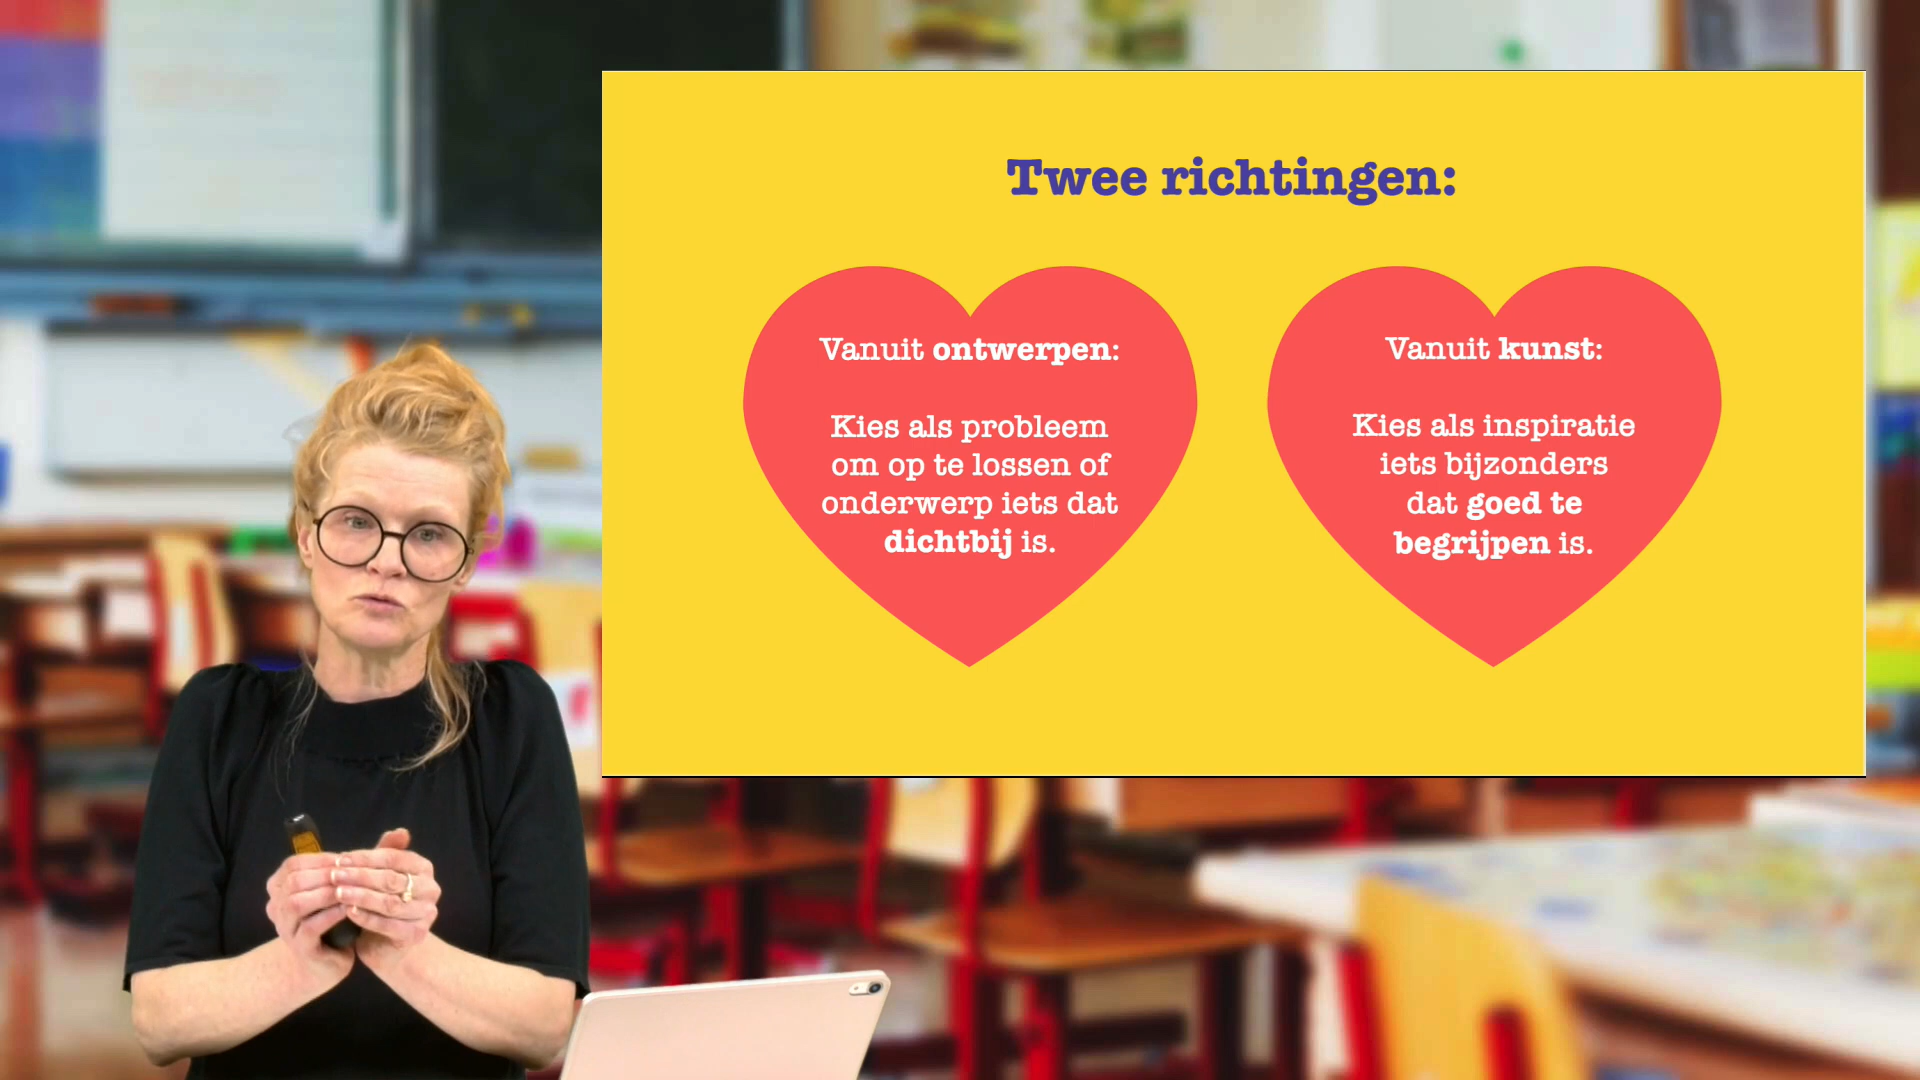 Twee richtingen:
Vanuit ontwerpen:
Kies als probleem
om op te lossen of
onderwerp iets dat
dichtbij is.
Vanuit kunst:
Kies als inspiratie
iets bijzonders
dat goed te
begrijpen is.